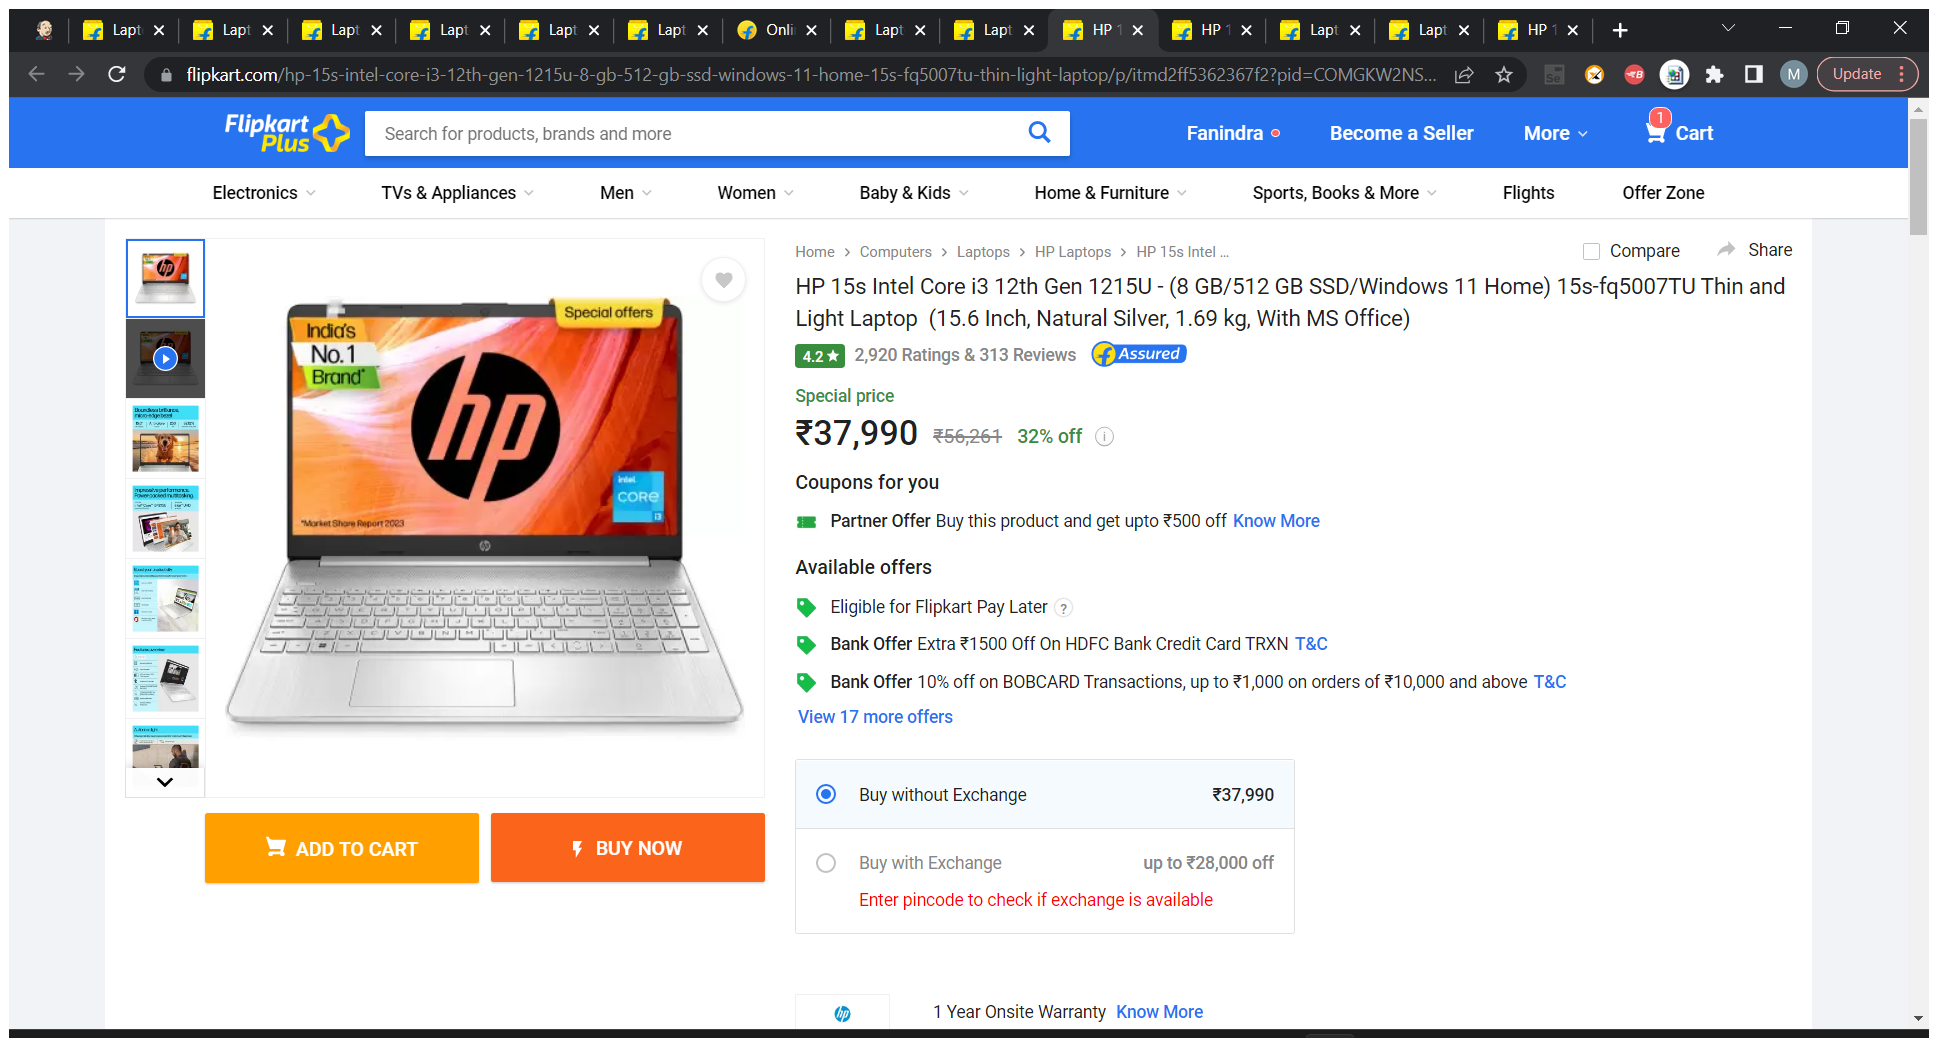 Lapt
Lapt
Lapt
Lapt
Lapt
Lapt
Onli
Lapt
Lapt
HP 1
HP 1
Lapt
Lapt
HP 1
flipkart.com/hp-15s-intel-core-i3-12th-gen-1215u-8-gb-512-gb-ssd-windows-11-home-15s-fq5007tu-thin-light-laptop/p/itmd2ff5362367f2?pid=COMGKW2NS...
M
Update
Flipkart
Plus
Search for products, brands and more
Fanindra
Become a Seller
More
1
Cart
Electronics
TVs & Appliances
Men
Women
Baby & Kids
Home & Furniture
Sports, Books & More
Flights
Offer Zone
Special offers
India's
No.1
Brand*
hp
intel
CORE
i3
*Market Share Report 2023
hp
ADD TO CART
BUY NOW
Home > Computers > Laptops > HP Laptops > HP 15s Intel ...
Compare
Share
HP 15s Intel Core i3 12th Gen 1215U - (8 GB/512 GB SSD/Windows 11 Home) 15s-fq5007TU Thin and
Light Laptop (15.6 Inch, Natural Silver, 1.69 kg, With MS Office)
4.2 ★ 2,920 Ratings & 313 Reviews Assured
Special price
₹37,990 ₹56,261 32% off
Coupons for you
Partner Offer Buy this product and get upto ₹500 off Know More
Available offers
Eligible for Flipkart Pay Later ?
Bank Offer Extra ₹1500 Off On HDFC Bank Credit Card TRXN T&C
Bank Offer 10% off on BOBCARD Transactions, up to ₹1,000 on orders of ₹10,000 and above T&C
View 17 more offers
Buy without Exchange ₹37,990
Buy with Exchange up to ₹28,000 off
Enter pincode to check if exchange is available
hp
1 Year Onsite Warranty Know More